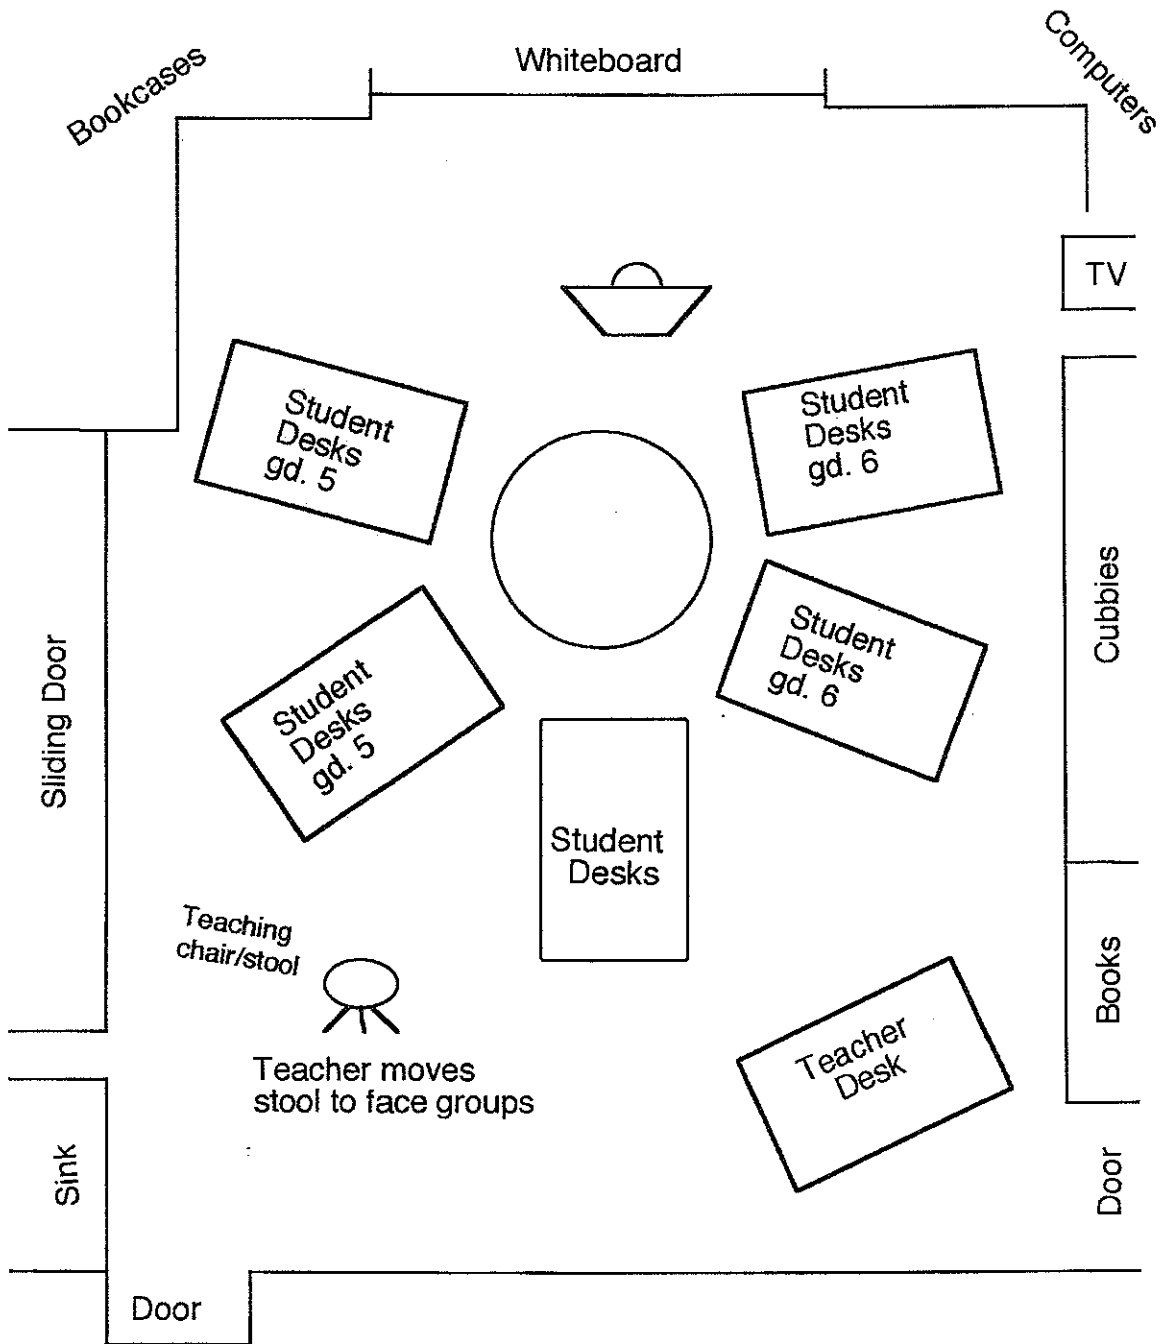 Bookcases
Whiteboard
Computers
TV
Student
Desks
gd. 5
Student
Desks
gd. 6
Cubbies
Sliding Door
Student
Desks
gd. 5
Student
Desks
gd. 6
Student
Desks
Teaching
chair/stool
Books
Teacher
Desk
Teacher moves
stool to face groups
Sink
Door
Door